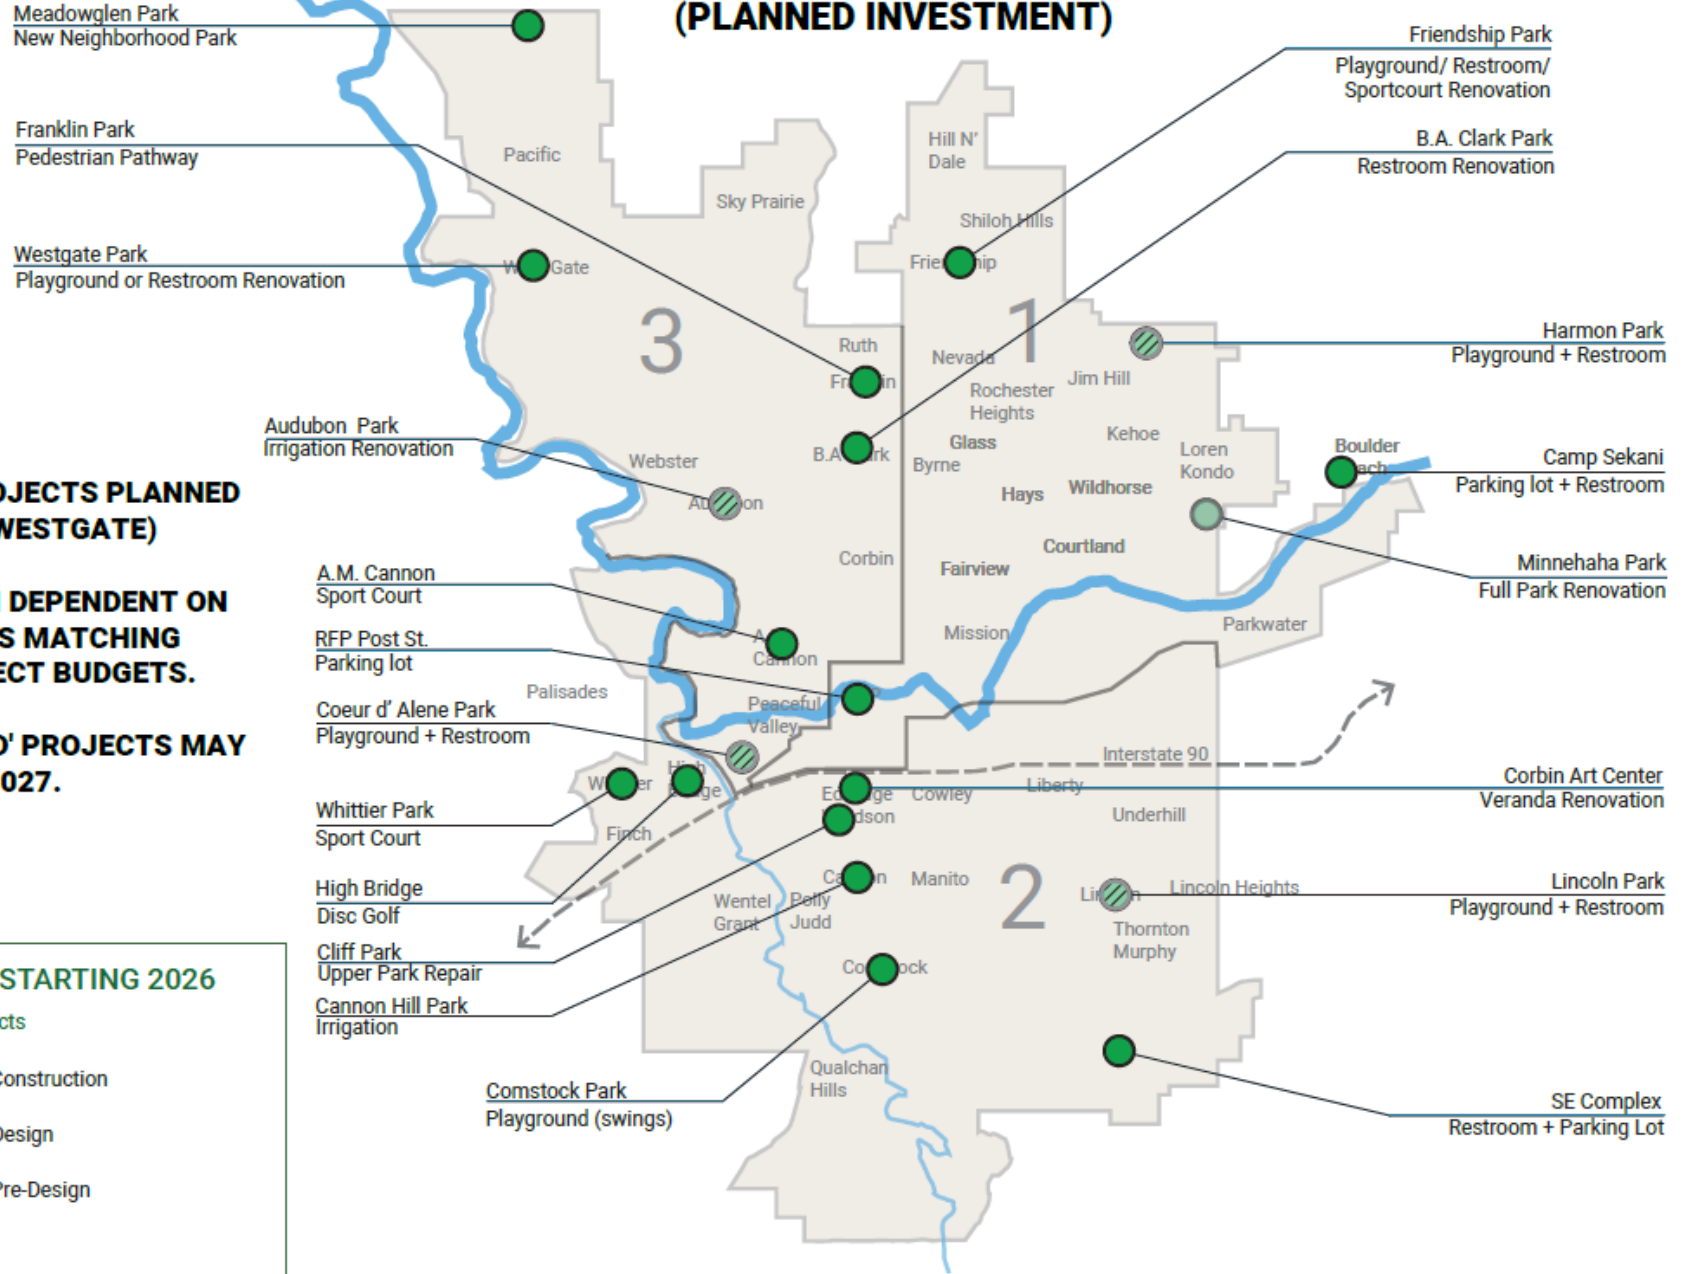 (PLANNED INVESTMENT)
Meadowglen Park
New Neighborhood Park
Franklin Park
Pedestrian Pathway
Westgate Park
Playground or Restroom Renovation
Audubon Park
Irrigation Renovation
A.M. Cannon
Sport Court
RFP Post St.
Parking lot
Coeur d’ Alene Park
Playground + Restroom
Whittier Park
Sport Court
High Bridge
Disc Golf
Cliff Park
Upper Park Repair
Cannon Hill Park
Irrigation
Comstock Park
Playground (swings)
Friendship Park
Playground/ Restroom/
Sportcourt Renovation
B.A. Clark Park
Restroom Renovation
Harmon Park
Playground + Restroom
Camp Sekani
Parking lot + Restroom
Minnehaha Park
Full Park Renovation
Corbin Art Center
Veranda Renovation
Lincoln Park
Playground + Restroom
SE Complex
Restroom + Parking Lot
Pacific
Sky Prairie
Hill N’
Dale
Shiloh Hills
Gate
3
1
2
Ruth
Nevada
Rochester
Heights
Jim Hill
Kehoe
Glass
Byrne
Loren
Kondo
Hays
Wildhorse
Boulder
Courtland
Fairview
Webster
Corbin
Mission
Parkwater
Cannon
Palisades
Peaceful
Valley
High
Interstate 90
Liberty
Cowley
Underhill
Finch
Manito
Lincoln Heights
Thornton
Murphy
Wentel
Grant
Polly
Judd
Qualchan
Hills
PLANNED
WESTGATE)
DEPENDENT ON
MATCHING
BUDGETS.
PROJECTS MAY
STARTING 2026
Construction
Design
Pre-Design